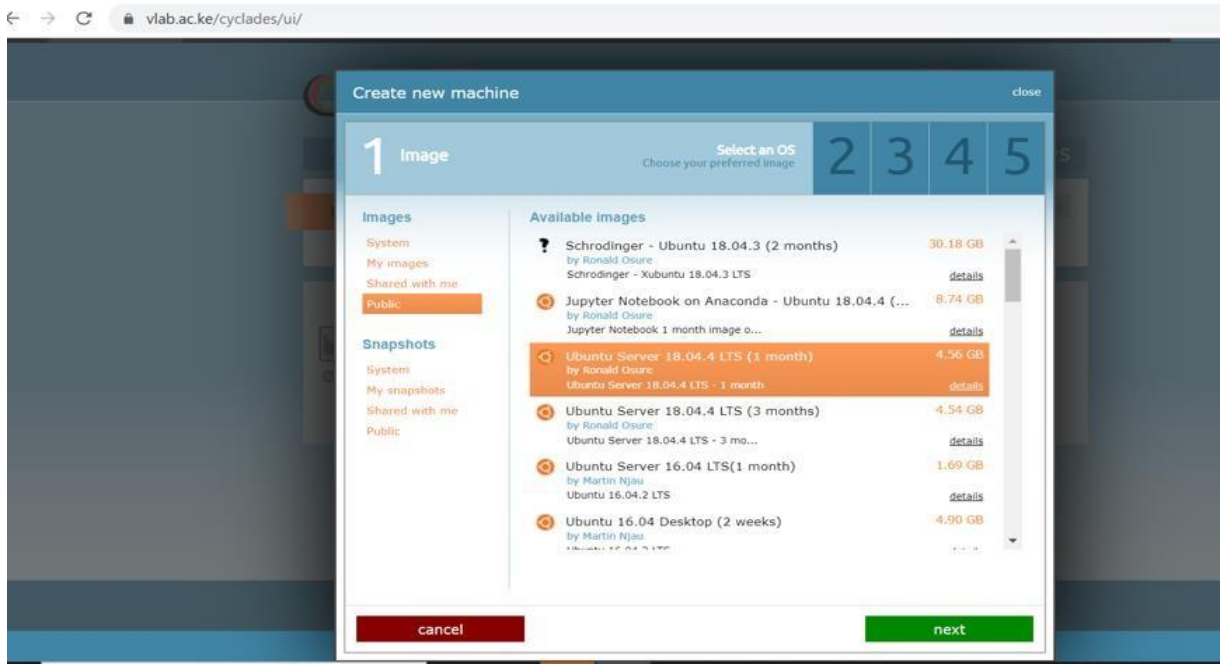 vlab.ac.ke/cyclades/ui/
Create new machine
close
1 Image
Select an OS
Choose your preferred image
2 3 4 5
Images
System
My images
Shared with me
Public
Snapshots
System
My snapshots
Shared with me
Public
Available images
Schrodinger - Ubuntu 18.04.3 (2 months) 30.18 GB
by Ronald Osure
Schrodinger - Xubuntu 18.04.3 LTS details
Jupyter Notebook on Anaconda - Ubuntu 18.04.4 (... 8.74 GB
by Ronald Osure
Jupyter Notebook 1 month image o... details
Ubuntu Server 18.04.4 LTS (1 month) 4.56 GB
by Ronald Osure
Ubuntu Server 18.04.4 LTS - 1 month details
Ubuntu Server 18.04.4 LTS (3 months) 4.54 GB
by Ronald Osure
Ubuntu Server 18.04.4 LTS - 3 mo... details
Ubuntu Server 16.04 LTS(1 month) 1.69 GB
by Martin Njau
Ubuntu 16.04.2 LTS details
Ubuntu 16.04 Desktop (2 weeks) 4.90 GB
by Martin Njau
cancel
next